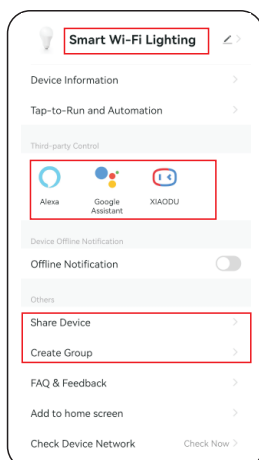 Smart Wi-Fi Lighting
Device Information
Tap-to-Run and Automation
Third-party Control
Alexa
Google
Assistant
XIAODU
Device Offline Notification
Offline Notification
Others
Share Device
Create Group
FAQ & Feedback
Add to home screen
Check Device Network Check Now